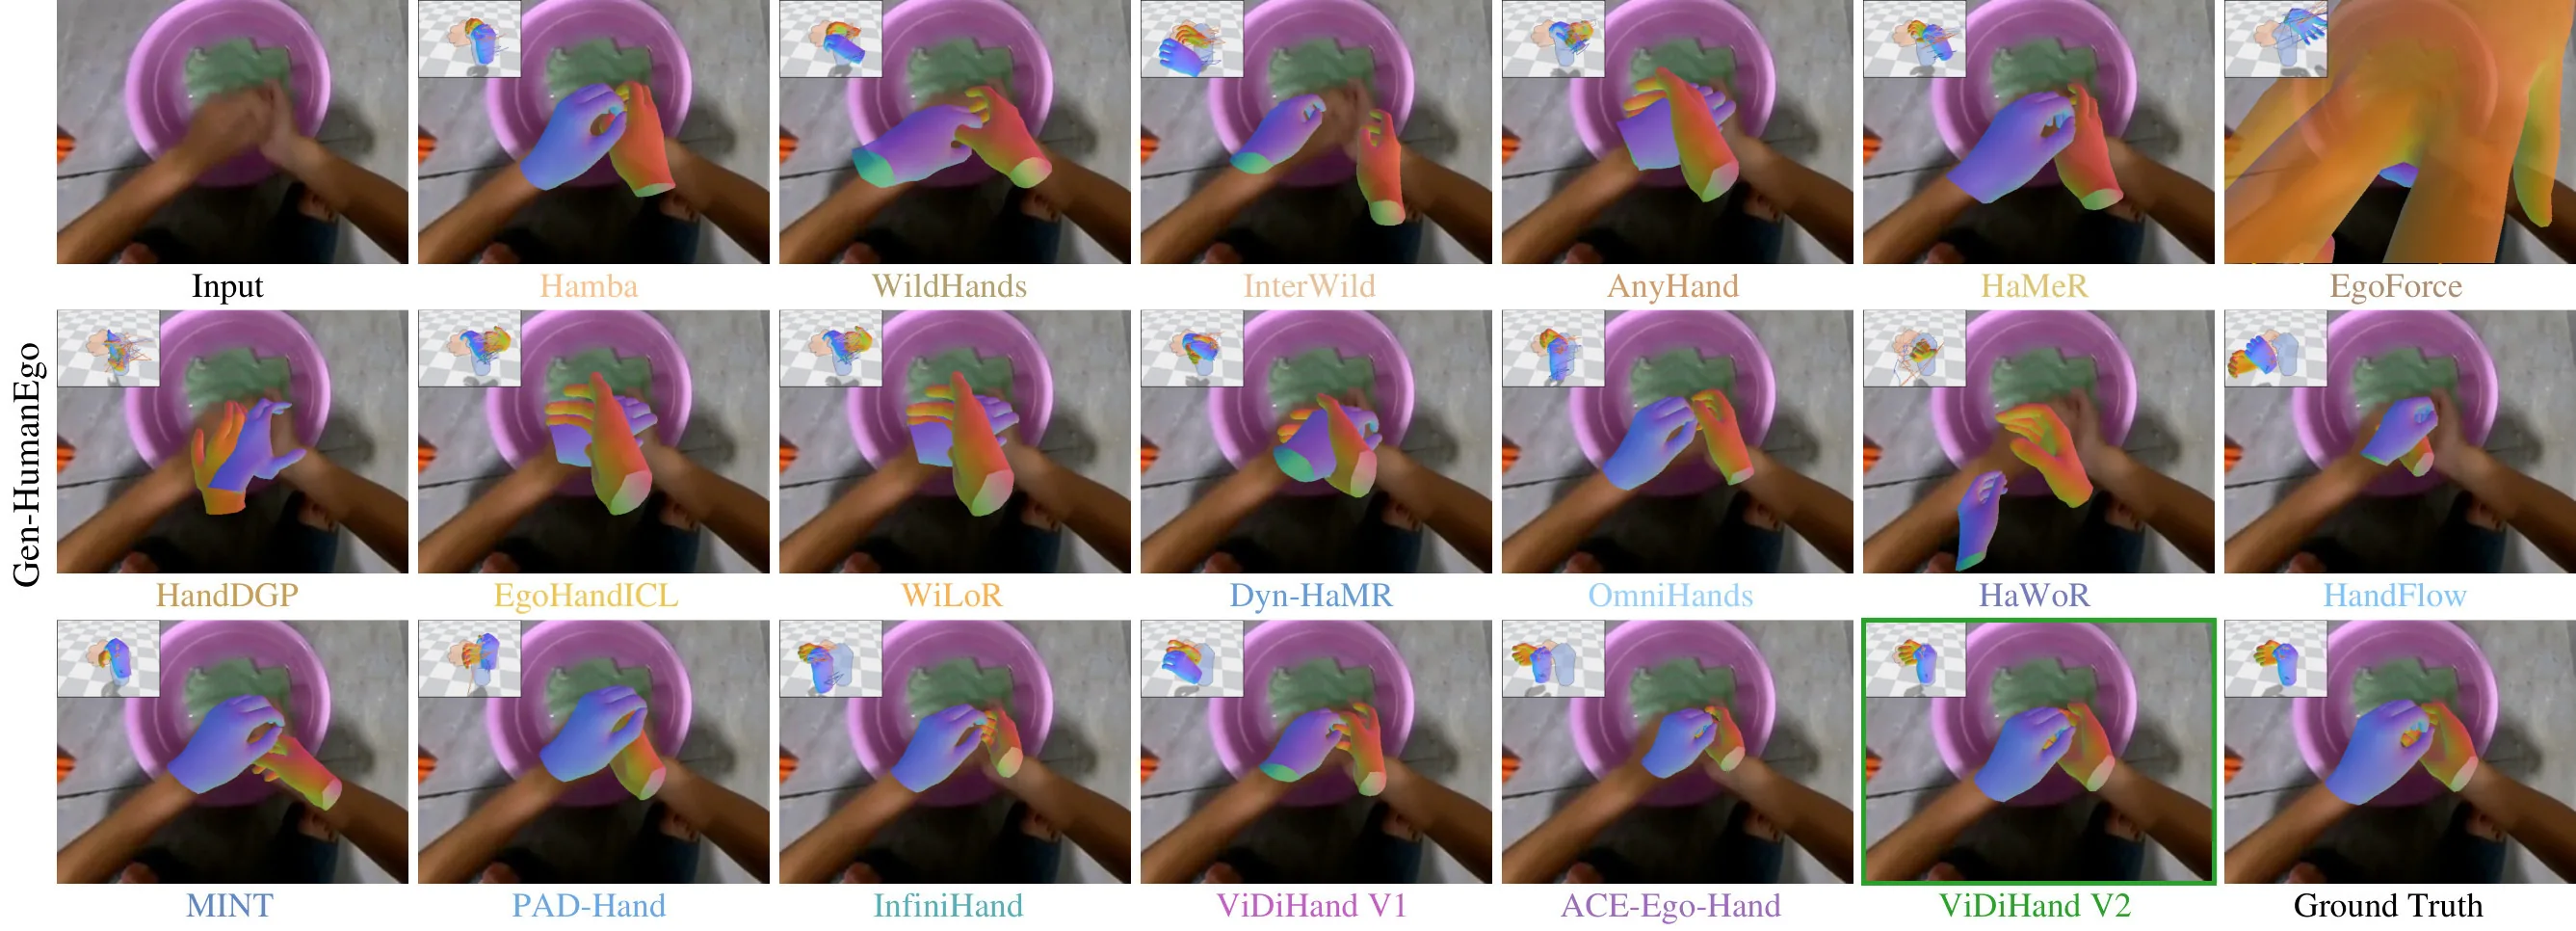 Gen-HumanEgo
Input
Hamba
WildHands
InterWild
AnyHand
HaMeR
EgoForce
HandDGP
EgoHandICL
WiLoR
Dyn-HaMR
OmniHands
HaWoR
HandFlow
MINT
PAD-Hand
InfiniHand
ViDiHand V1
ACE-Ego-Hand
ViDiHand V2
Ground Truth